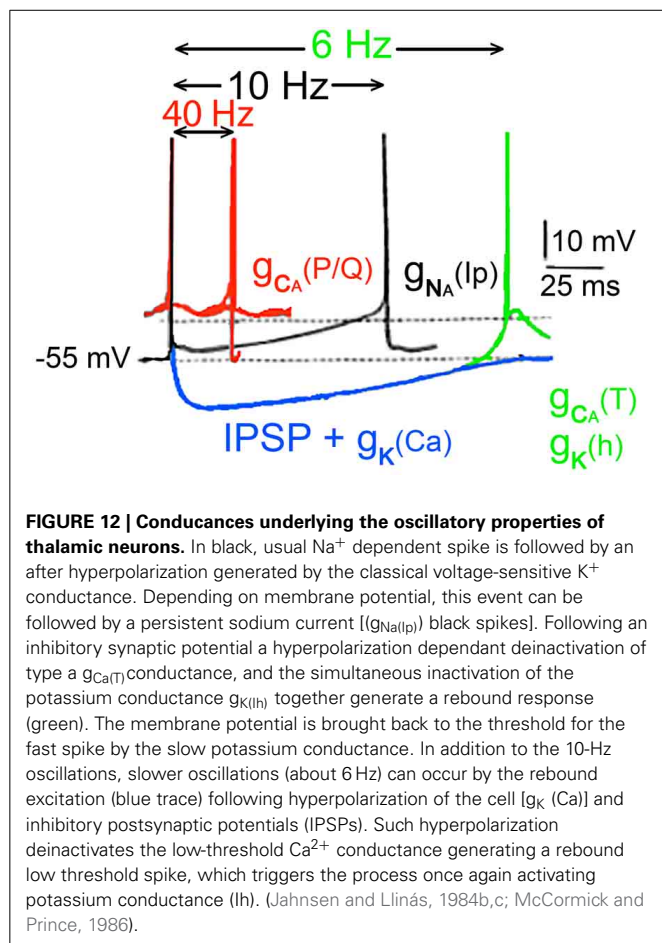 6 Hz
10 Hz
40 Hz
gCA(P/Q)
gNA(Ip)
10 mV
25 ms
-55 mV
IPSP + gK(Ca)
gCA(T)
gK(h)
FIGURE 12 | Conducances underlying the oscillatory properties of
thalamic neurons. In black, usual Na+ dependent spike is followed by an
after hyperpolarization generated by the classical voltage-sensitive K+
conductance. Depending on membrane potential, this event can be
followed by a persistent sodium current [(gNa(Ip)) black spikes]. Following an
inhibitory synaptic potential a hyperpolarization dependant deinactivation of
type a gCa(T) conductance, and the simultaneous inactivation of the
potassium conductance gK(Ih) together generate a rebound response
(green). The membrane potential is brought back to the threshold for the
fast spike by the slow potassium conductance. In addition to the 10-Hz
oscillations, slower oscillations (about 6 Hz) can occur by the rebound
excitation (blue trace) following hyperpolarization of the cell [gK (Ca)] and
inhibitory postsynaptic potentials (IPSPs). Such hyperpolarization
deinactivates the low-threshold Ca2+ conductance generating a rebound
low threshold spike, which triggers the process once again activating
potassium conductance (Ih). (Jahnsen and Llinás, 1984b,c; McCormick and
Prince, 1986).